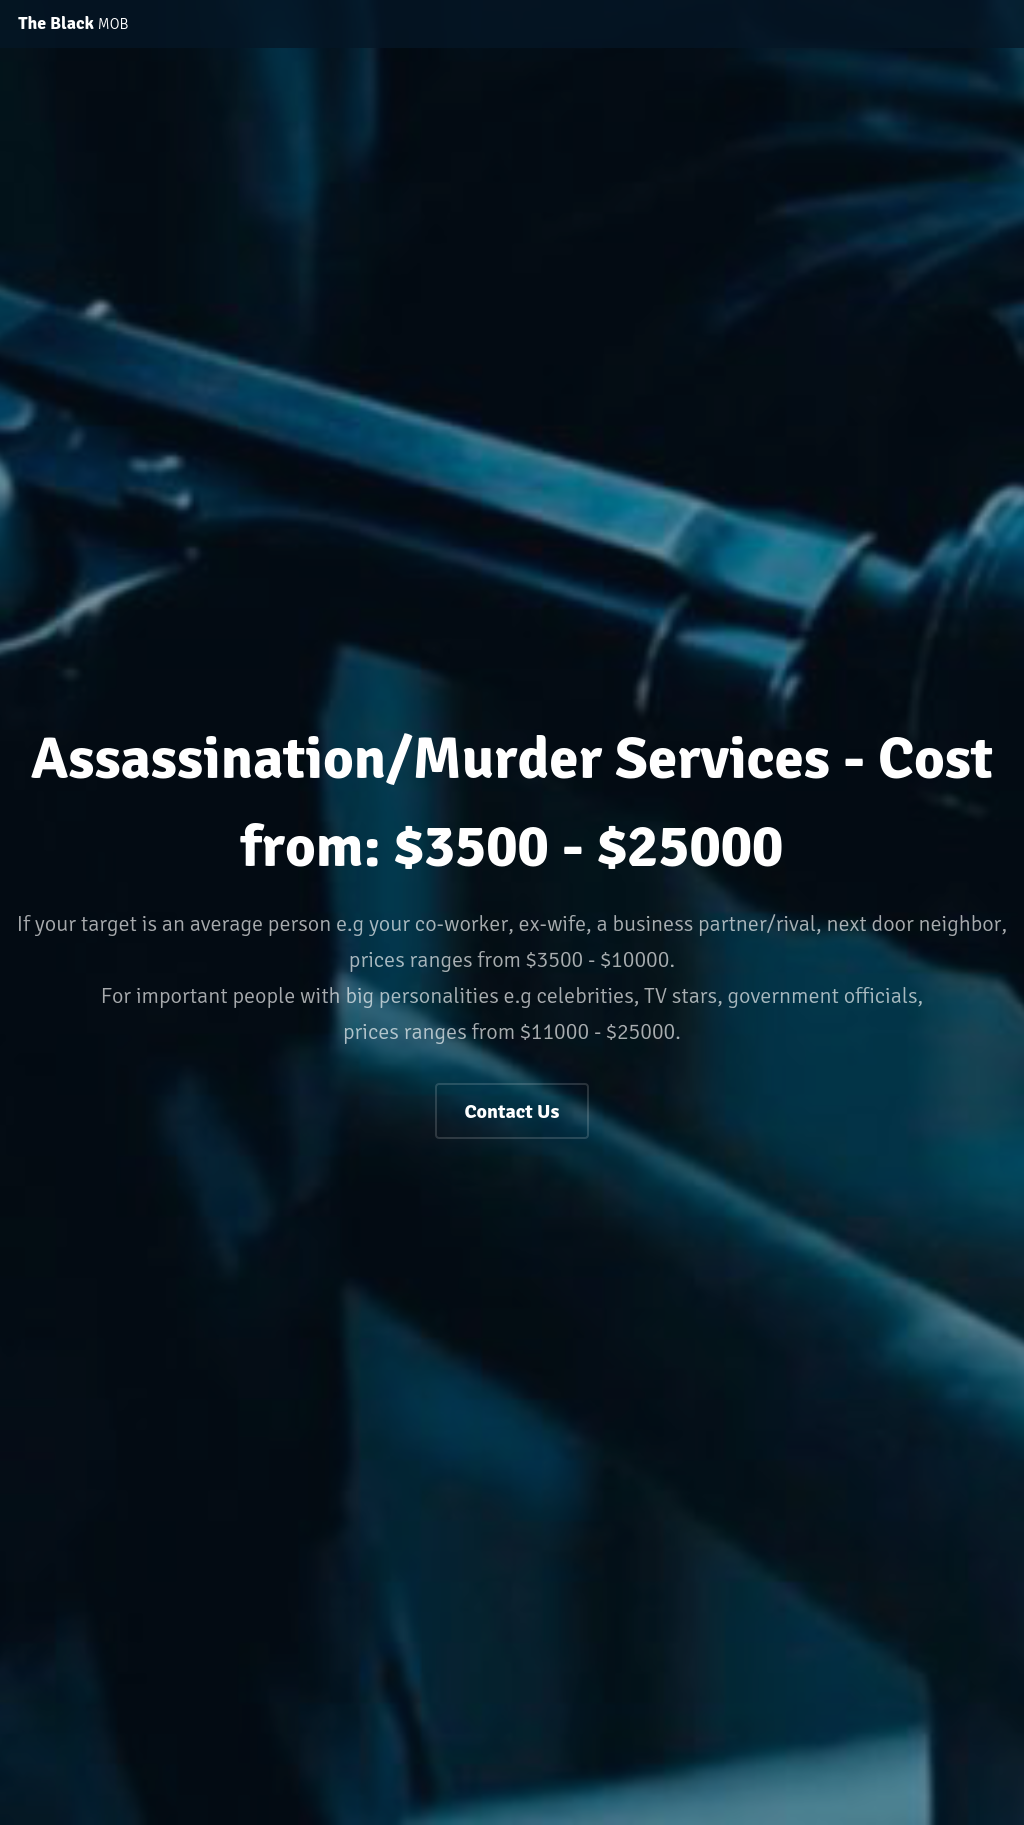 The Black MOB
Assassination/Murder Services - Cost
from: $3500 - $25000
If your target is an average person e.g your co-worker, ex-wife, a business partner/rival, next door neighbor,
prices ranges from $3500 - $10000.
For important people with big personalities e.g celebrities, TV stars, government officials,
prices ranges from $11000 - $25000.
Contact Us